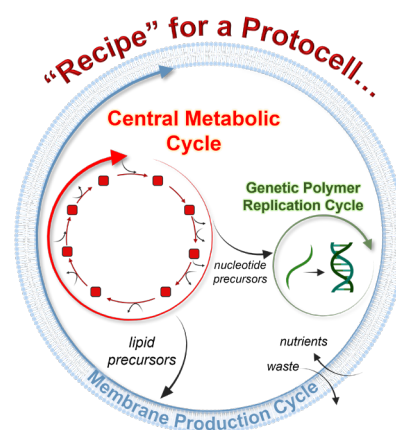 “Recipe” for a Protocell...
Central Metabolic
Cycle
Genetic Polymer
Replication Cycle
nucleotide
precursors
lipid
precursors
nutrients
waste
Membrane Production Cycle